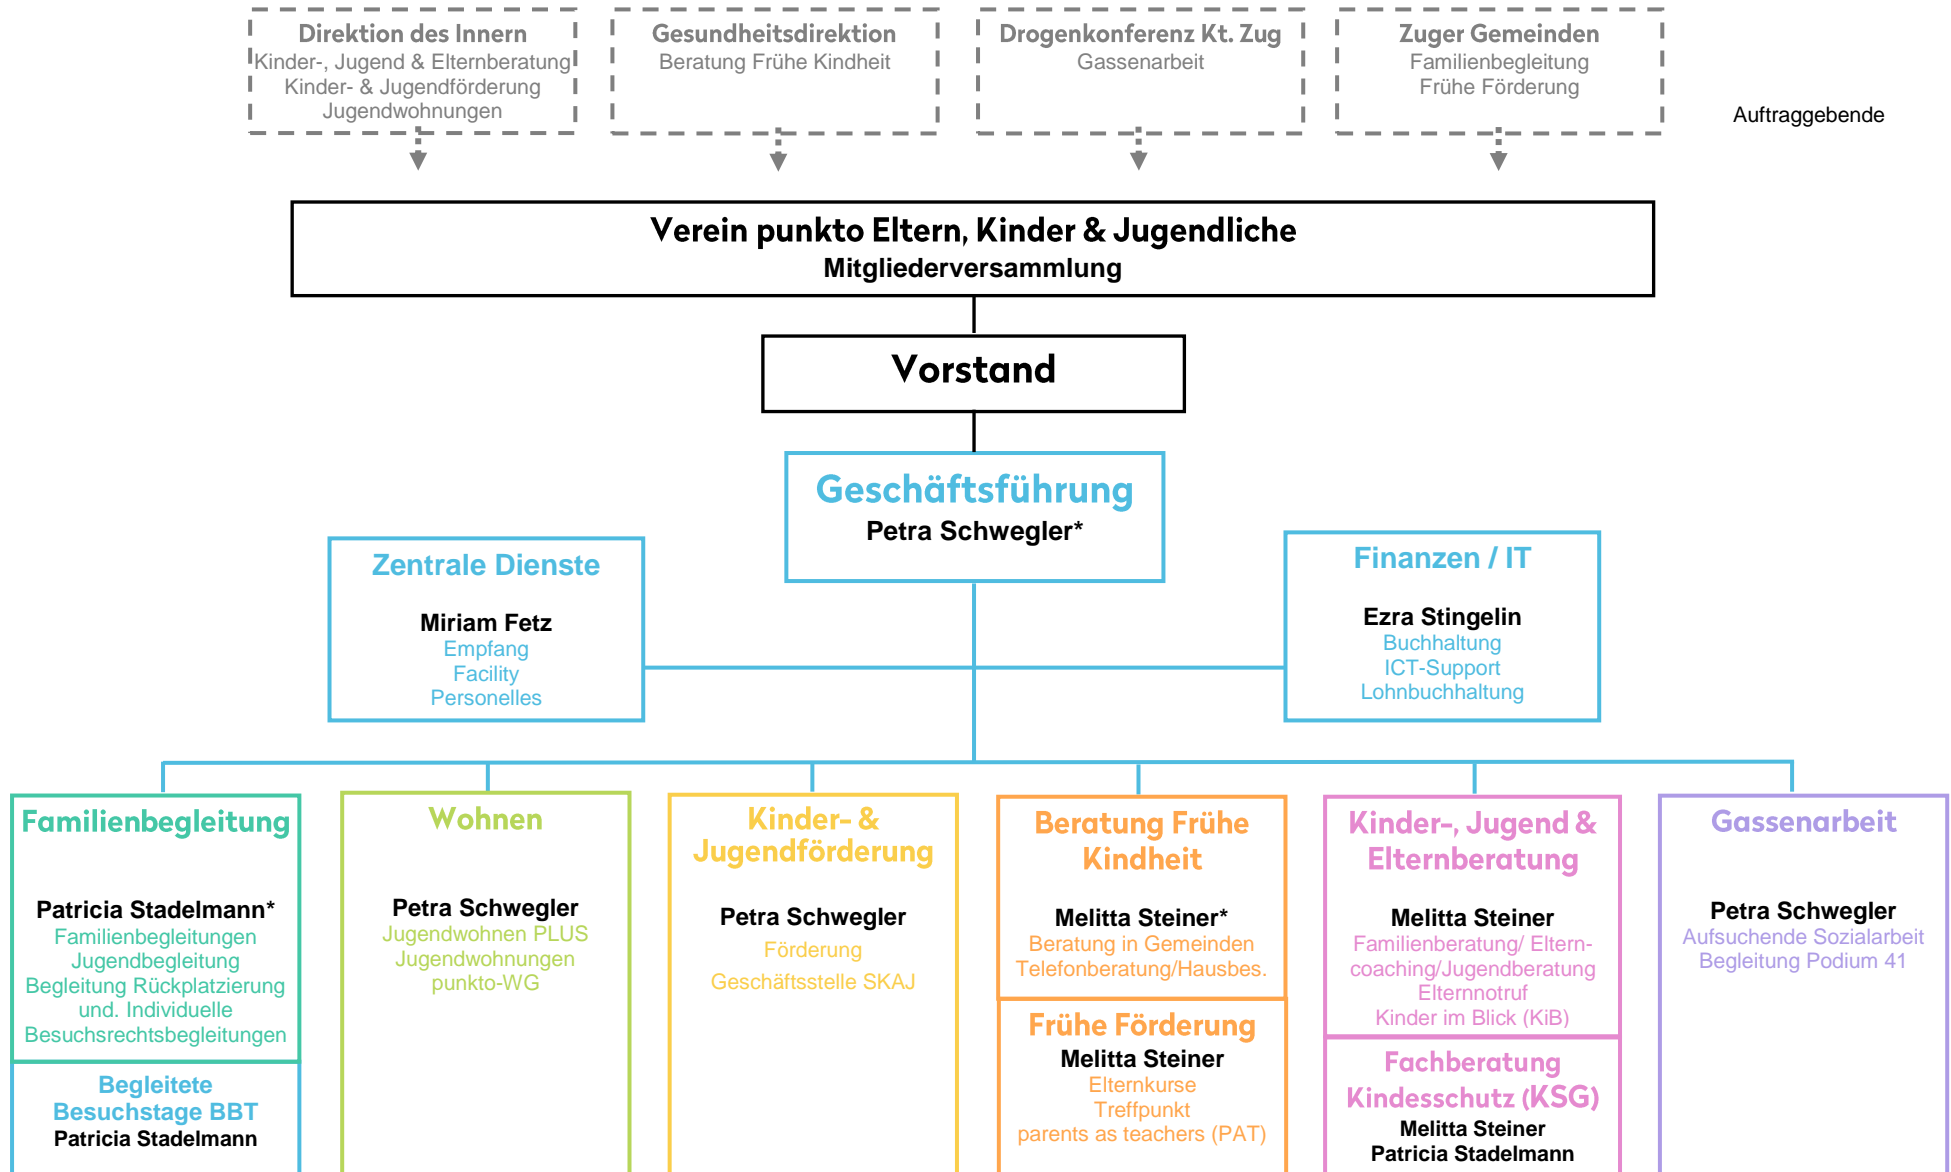 Direktion des Innern
Kinder-, Jugend & Elternberatung
Kinder- & Jugendförderung
Jugendwohnungen
Gesundheitsdirektion
Beratung Frühe Kindheit
Drogenkonferenz Kt. Zug
Gassenarbeit
Zuger Gemeinden
Familienbegleitung
Frühe Förderung
Auftraggebende
Verein punkto Eltern, Kinder & Jugendliche
Mitgliederversammlung
Vorstand
Geschäftsführung
Petra Schwegler*
Zentrale Dienste
Miriam Fetz
Empfang
Facility
Personelles
Finanzen / IT
Ezra Stingelin
Buchhaltung
ICT-Support
Lohnbuchhaltung
Familienbegleitung
Patricia Stadelmann*
Familienbegleitungen
Jugendbegleitung
Begleitung Rückplatzierung
und. Individuelle
Besuchsrechtsbegleitungen
Begleitete
Besuchstage BBT
Patricia Stadelmann
Wohnen
Petra Schwegler
Jugendwohnen PLUS
Jugendwohnungen
punkto-WG
Kinder- &
Jugendförderung
Petra Schwegler
Förderung
Geschäftsstelle SKAJ
Beratung Frühe
Kindheit
Melitta Steiner*
Beratung in Gemeinden
Telefonberatung/Hausbes.
Frühe Förderung
Melitta Steiner
Elternkurse
Treffpunkt
parents as teachers (PAT)
Kinder-, Jugend &
Elternberatung
Melitta Steiner
Familienberatung/ Eltern-
coaching/Jugendberatung
Elternnotruf
Kinder im Blick (KiB)
Fachberatung
Kindesschutz (KSG)
Melitta Steiner
Patricia Stadelmann
Gassenarbeit
Petra Schwegler
Aufsuchende Sozialarbeit
Begleitung Podium 41